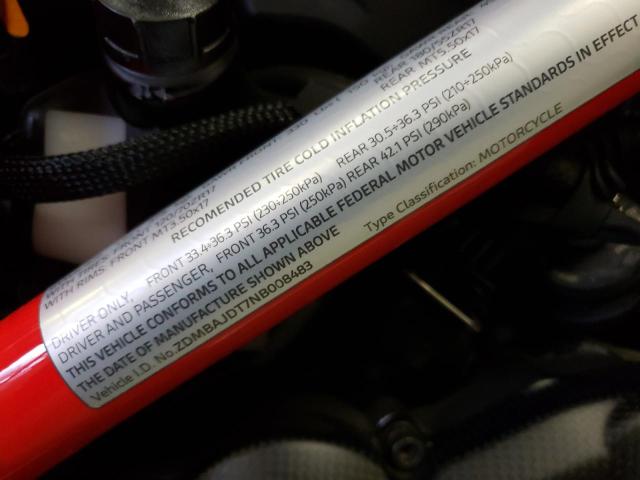 REAR 180/
ZR17
WITH RIMS. FRONT MT3.50x17 REAR MT5.50x17
RECOMENDED TIRE COLD INFLATION PRESSURE
DRIVER ONLY, FRONT 33.4÷36.3 PSI (230÷250kPa) REAR 30.5÷36.3 PSI (210÷250kPa)
DRIVER AND PASSENGER, FRONT 36.3 PSI (250kPa) REAR 42.1 PSI (290kPa)
THIS VEHICLE CONFORMS TO ALL APPLICABLE FEDERAL MOTOR VEHICLE STANDARDS IN EFFECT
THE DATE OF MANUFACTURE SHOWN ABOVE
Vehicle I.D. No. ZDMBAJDT7NB008483 Type Classification: MOTORCYCLE